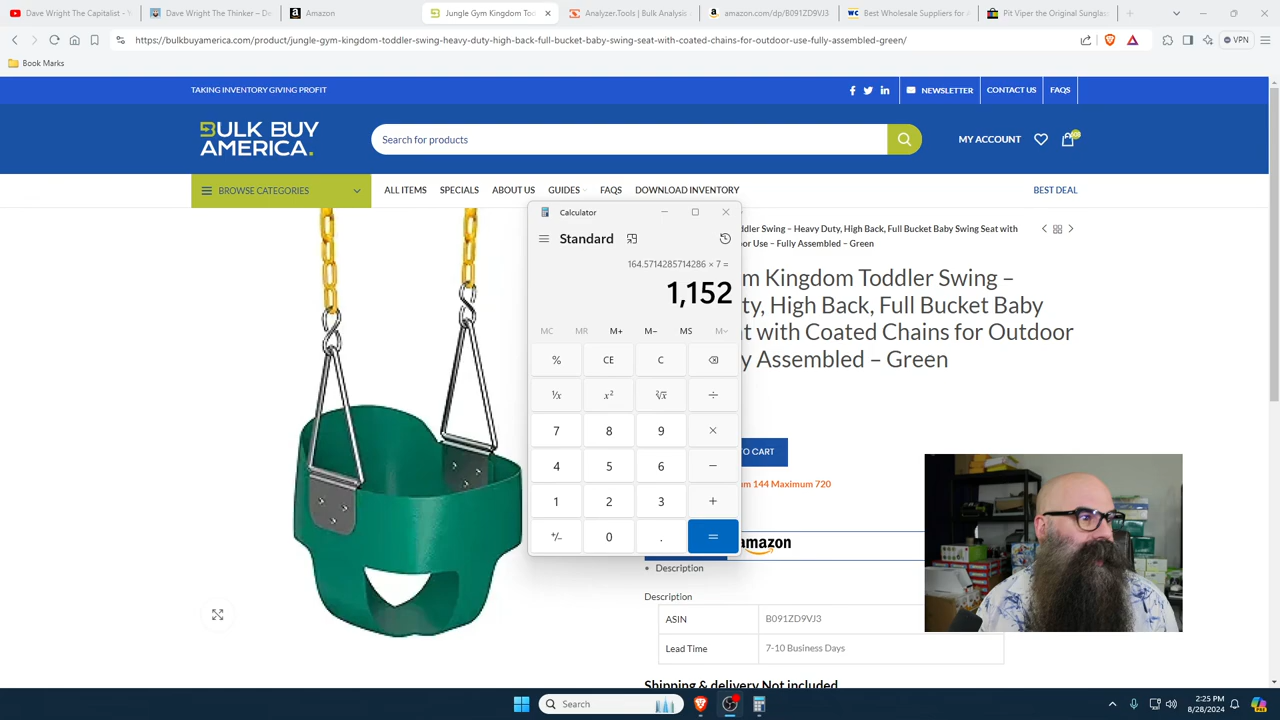 Dave Wright The Capitalist - Y
Dave Wright The Thinker – De
Amazon
Jungle Gym Kingdom Tod
Analyzer.Tools | Bulk Analysis &
amazon.com/dp/B091ZD9VJ3
Best Wholesale Suppliers for A
Pit Viper the Original Sunglas
https://bulkbuyamerica.com/product/jungle-gym-kingdom-toddler-swing-heavy-duty-high-back-full-bucket-baby-swing-seat-with-coated-chains-for-outdoor-use-fully-assembled-green/
VPN
Book Marks
TAKING INVENTORY GIVING PROFIT
NEWSLETTER
CONTACT US
FAQS
BULK BUY
AMERICA.
Search for products
MY ACCOUNT
BROWSE CATEGORIES
ALL ITEMS
SPECIALS
ABOUT US
GUIDES
FAQS
DOWNLOAD INVENTORY
BEST DEAL
Calculator
Standard
164.5714285714286 × 7 =
1,152
MC MR M+ M− MS M˅
% CE C
¹/x x² ²√x ÷
7 8 9 ×
4 5 6 −
1 2 3 +
+/− 0 . =
ddler Swing – Heavy Duty, High Back, Full Bucket Baby Swing Seat with
or Use – Fully Assembled – Green
m Kingdom Toddler Swing –
ty, High Back, Full Bucket Baby
t with Coated Chains for Outdoor
y Assembled – Green
O CART
m 144 Maximum 720
amazon
Description
Description
ASIN B091ZD9VJ3
Lead Time 7-10 Business Days
Shipping & delivery Not included
Search
2:25 PM
8/28/2024